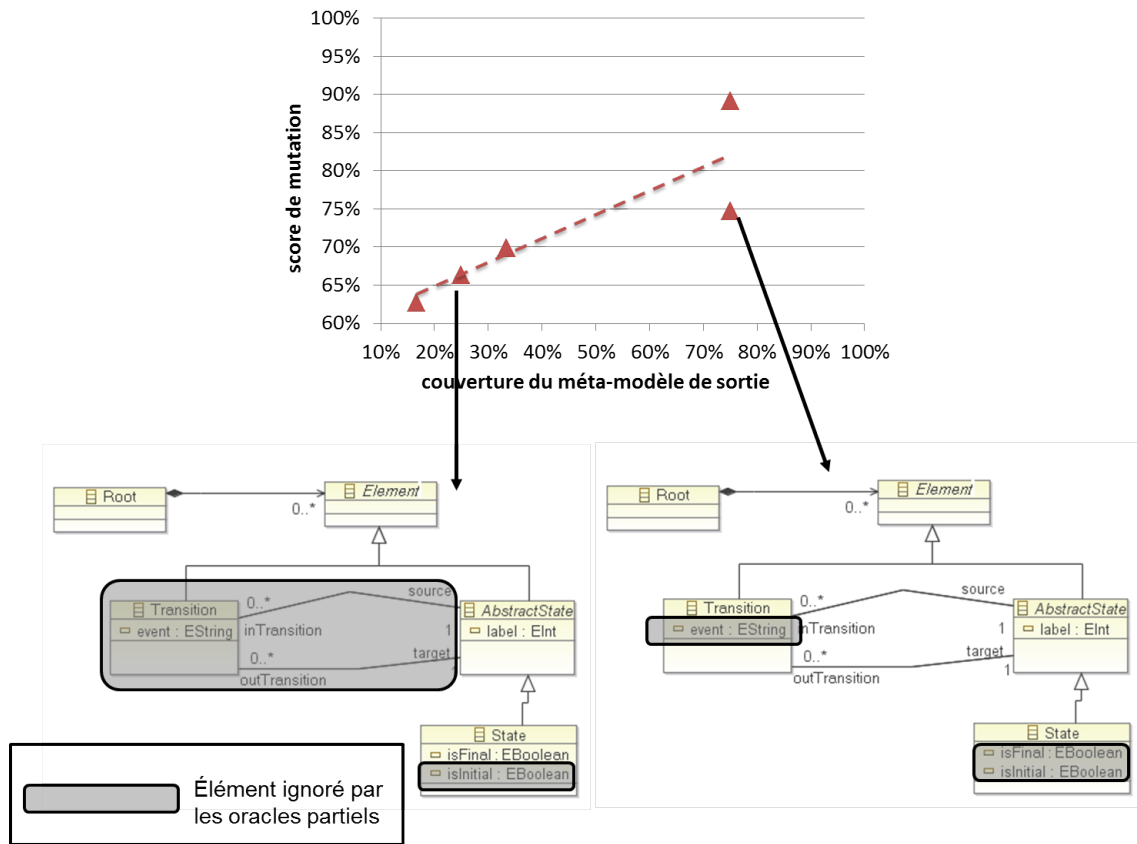 100%
95%
90%
85%
80%
75%
70%
65%
60%
score de mutation
10% 20% 30% 40% 50% 60% 70% 80% 90% 100%
couverture du méta-modèle de sortie
Root
Element
0..*
Transition
event : EString
0..*
source
inTransition
1
0..*
target
1
outTransition
AbstractState
label : EInt
State
isFinal : EBoolean
isInitial : EBoolean
Root
Element
0..*
Transition
event : EString
0..*
source
inTransition
1
0..*
target
1
outTransition
AbstractState
label : EInt
State
isFinal : EBoolean
isInitial : EBoolean
Élément ignoré par
les oracles partiels